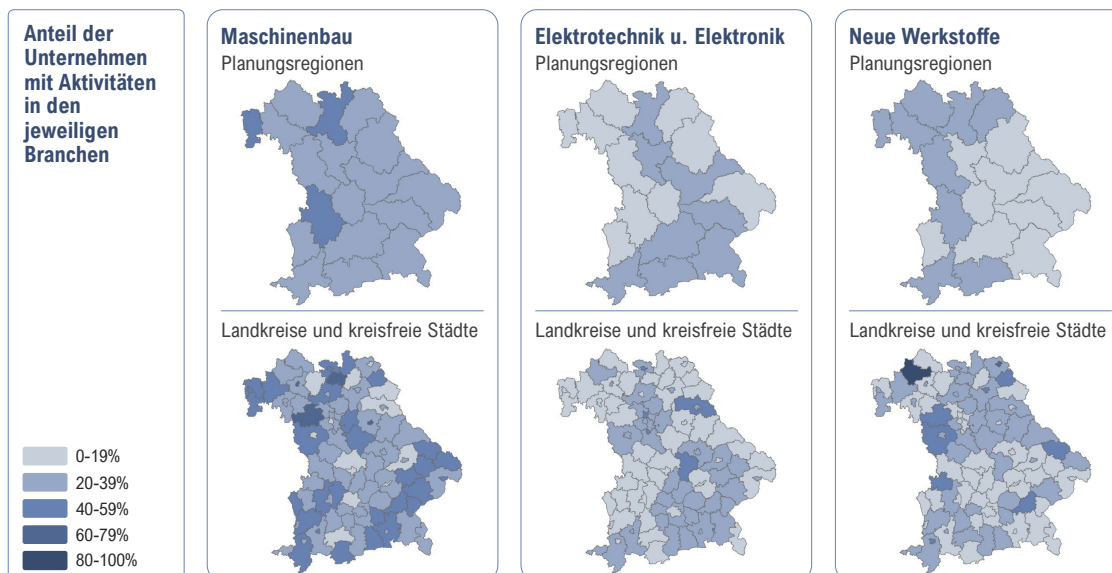 Anteil der
Unternehmen
mit Aktivitäten
in den
jeweiligen
Branchen
0-19%
20-39%
40-59%
60-79%
80-100%
Maschinenbau
Planungsregionen
Landkreise und kreisfreie Städte
Elektrotechnik u. Elektronik
Planungsregionen
Landkreise und kreisfreie Städte
Neue Werkstoffe
Planungsregionen
Landkreise und kreisfreie Städte